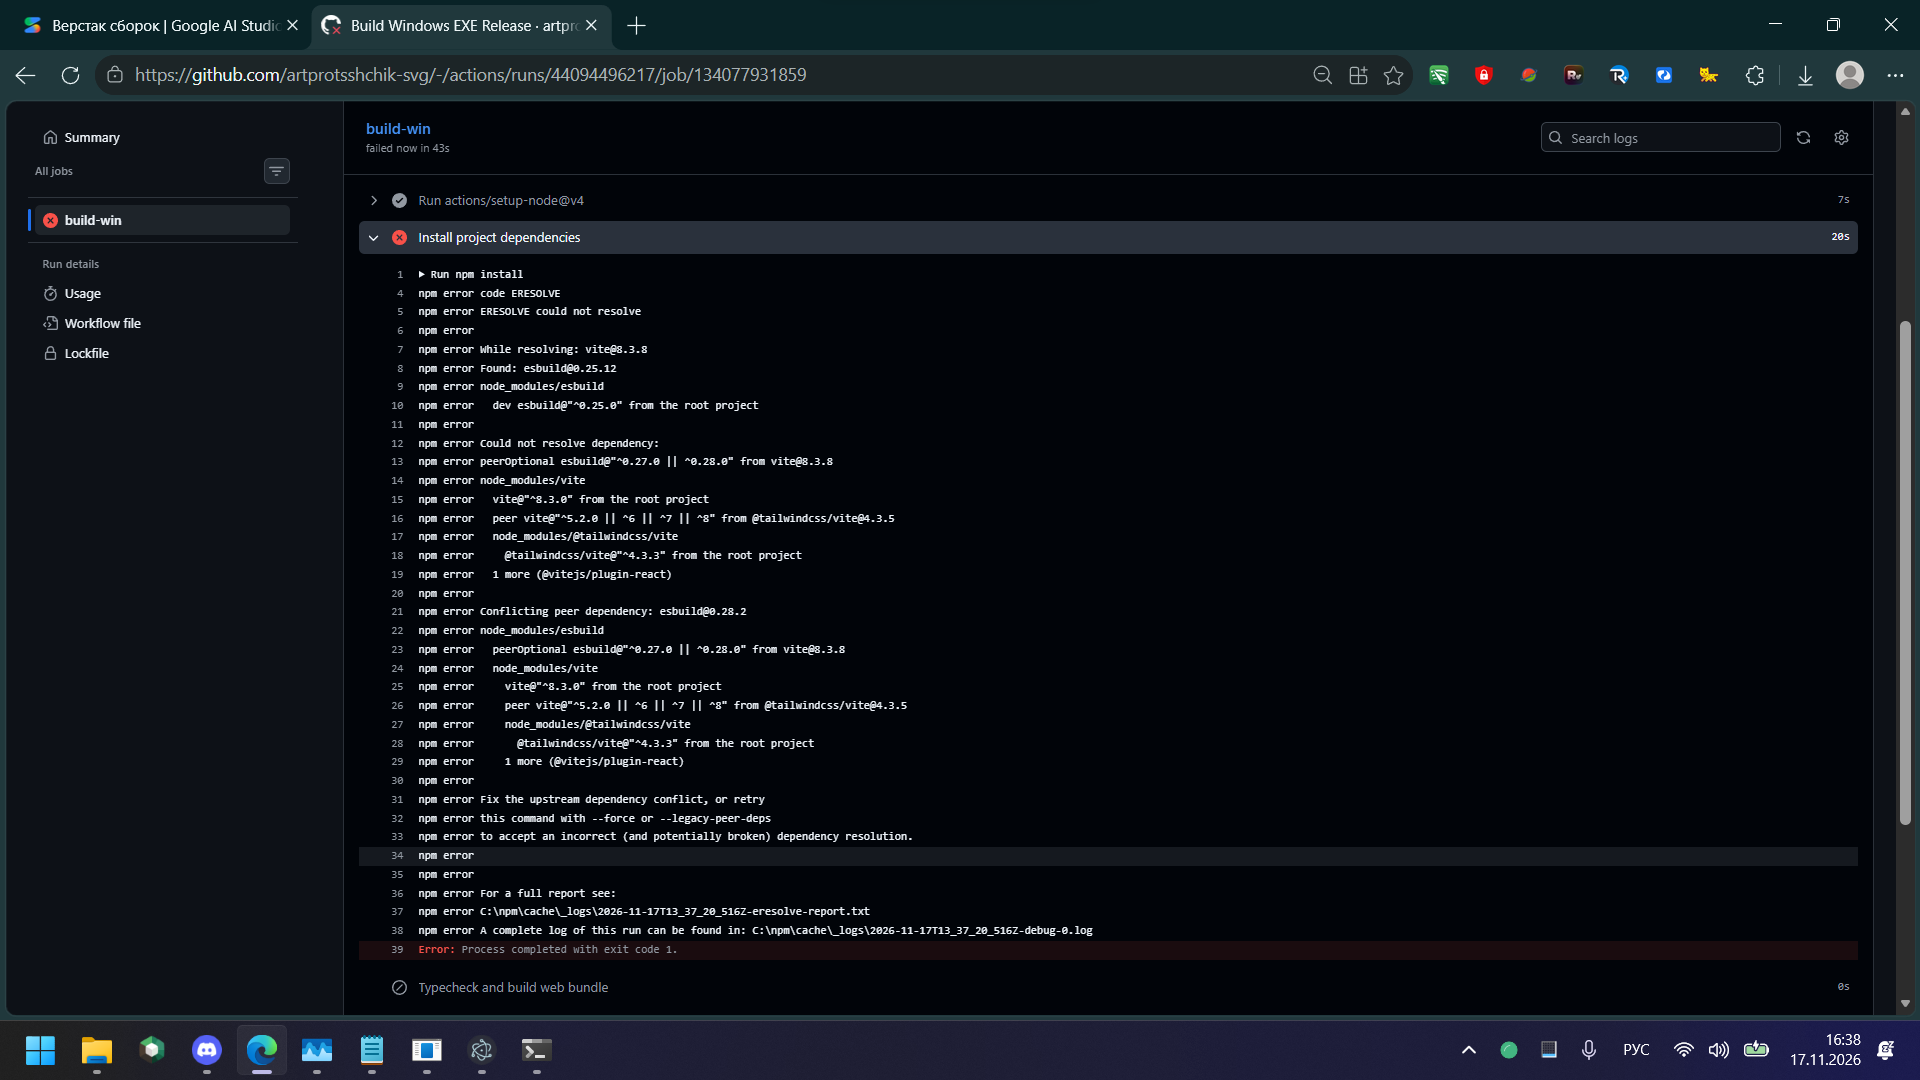 Верстак сборок | Google AI Studi
Build Windows EXE Release · artpr
https://github.com/artprotsshchik-svg/-/actions/runs/44094496217/job/134077931859
Summary
All jobs
build-win
Run details
Usage
Workflow file
Lockfile
build-win
failed now in 43s
Search logs
Run actions/setup-node@v4
7s
Install project dependencies
20s
1 Run npm install
4 npm error code ERESOLVE
5 npm error ERESOLVE could not resolve
6 npm error
7 npm error While resolving: vite@8.3.8
8 npm error Found: esbuild@0.25.12
9 npm error node_modules/esbuild
10 npm error   dev esbuild@"^0.25.0" from the root project
11 npm error
12 npm error Could not resolve dependency:
13 npm error peerOptional esbuild@"^0.27.0 || ^0.28.0" from vite@8.3.8
14 npm error node_modules/vite
15 npm error   vite@"^8.3.0" from the root project
16 npm error   peer vite@"^5.2.0 || ^6 || ^7 || ^8" from @tailwindcss/vite@4.3.5
17 npm error   node_modules/@tailwindcss/vite
18 npm error     @tailwindcss/vite@"^4.3.3" from the root project
19 npm error   1 more (@vitejs/plugin-react)
20 npm error
21 npm error Conflicting peer dependency: esbuild@0.28.2
22 npm error node_modules/esbuild
23 npm error   peerOptional esbuild@"^0.27.0 || ^0.28.0" from vite@8.3.8
24 npm error   node_modules/vite
25 npm error     vite@"^8.3.0" from the root project
26 npm error     peer vite@"^5.2.0 || ^6 || ^7 || ^8" from @tailwindcss/vite@4.3.5
27 npm error     node_modules/@tailwindcss/vite
28 npm error       @tailwindcss/vite@"^4.3.3" from the root project
29 npm error     1 more (@vitejs/plugin-react)
30 npm error
31 npm error Fix the upstream dependency conflict, or retry
32 npm error this command with --force or --legacy-peer-deps
33 npm error to accept an incorrect (and potentially broken) dependency resolution.
34 npm error
35 npm error
36 npm error For a full report see:
37 npm error C:\npm\cache\_logs\2026-11-17T13_37_20_516Z-eresolve-report.txt
38 npm error A complete log of this run can be found in: C:\npm\cache\_logs\2026-11-17T13_37_20_516Z-debug-0.log
39 Error: Process completed with exit code 1.
Typecheck and build web bundle
0s
РУС
16:38
17.11.2026